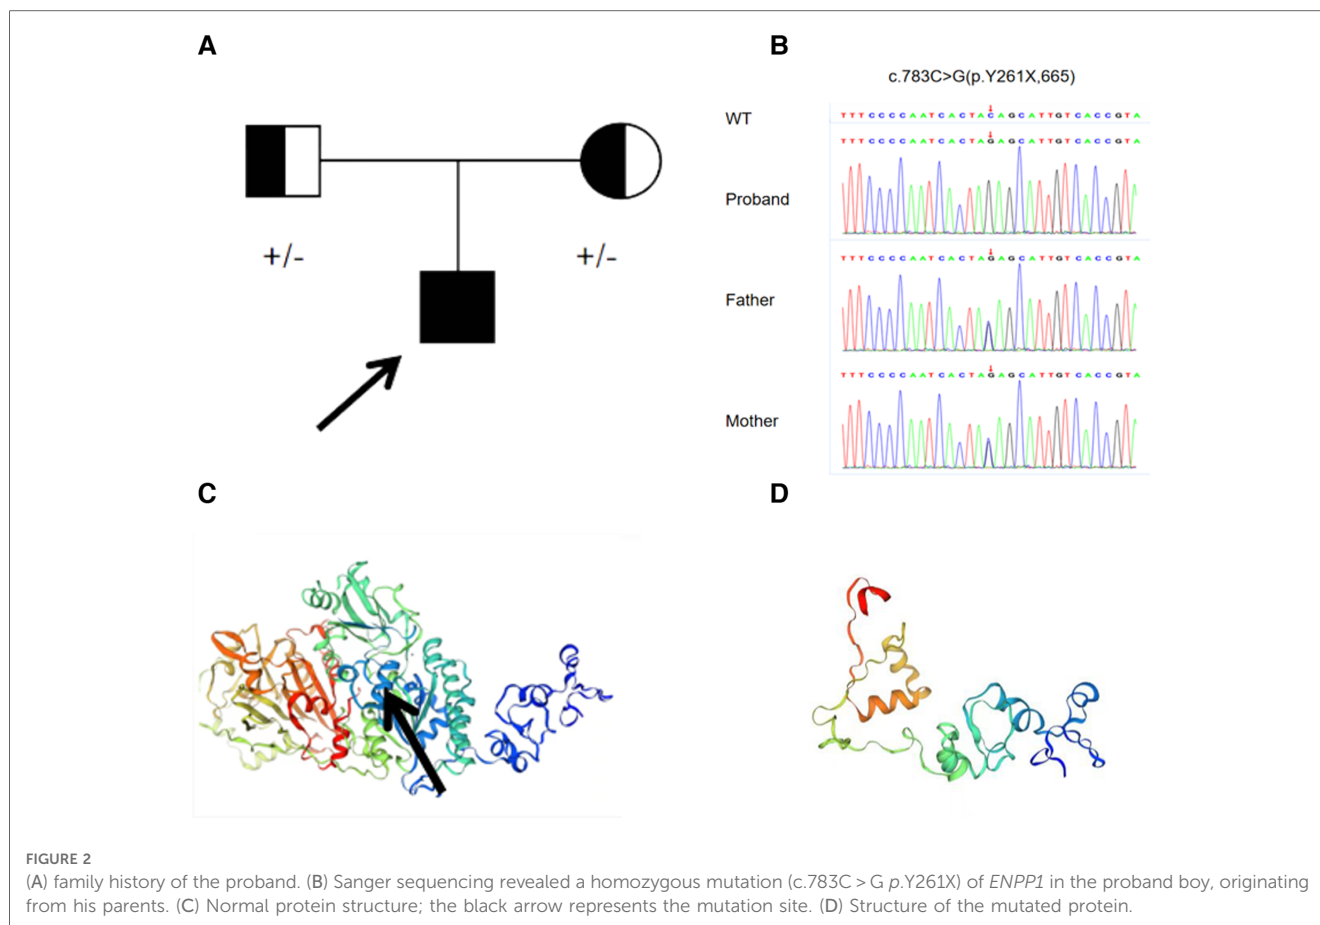 A
B
c.783C>G(p.Y261X,665)
WT
TTTCCCCAATCACTACAGCATTGTCACCGTA
TTTCCCCAATCACTAGAGCATTGTCACCGTA
Proband
TTTCCCCAATCACTAGAGCATTGTCACCGTA
Father
TTTCCCCAATCACTAGAGCATTGTCACCGTA
Mother
+/-
+/-
C
D
FIGURE 2
(A) family history of the proband. (B) Sanger sequencing revealed a homozygous mutation (c.783C > G p.Y261X) of ENPP1 in the proband boy, originating
from his parents. (C) Normal protein structure; the black arrow represents the mutation site. (D) Structure of the mutated protein.